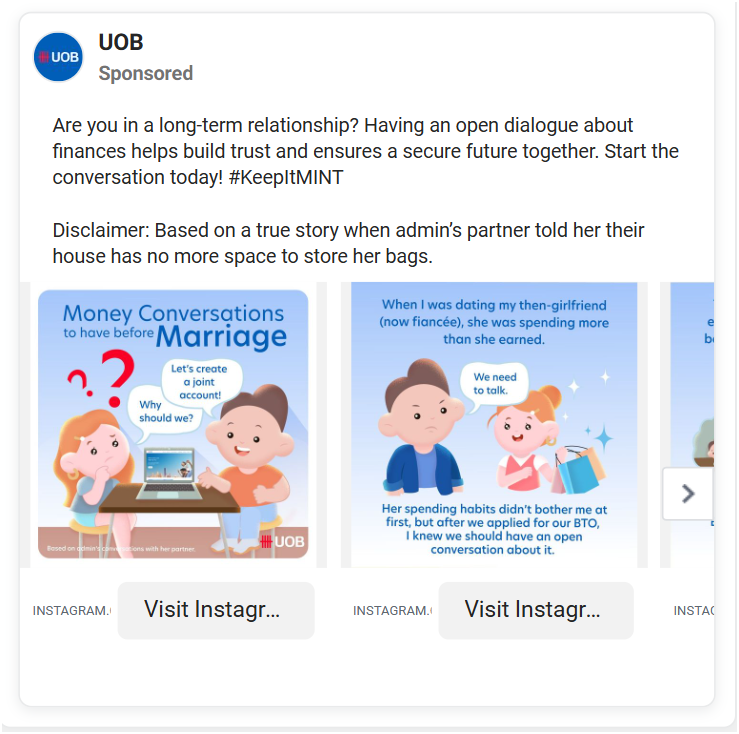 UOB
UOB
Sponsored
Are you in a long-term relationship? Having an open dialogue about
finances helps build trust and ensures a secure future together. Start the
conversation today! #KeepItMINT
Disclaimer: Based on a true story when admin’s partner told her their
house has no more space to store her bags.
Money Conversations
to have before Marriage
Let's create
a joint
account!
Why
should we?
Based on admin's conversations with her partner.
UOB
When I was dating my then-girlfriend
(now fiancée), she was spending more
than she earned.
We need
to talk.
Her spending habits didn't bother me at
first, but after we applied for our BTO,
I knew we should have an open
conversation about it.
INSTAGRAM.
Visit Instagr...
INSTAGRAM.
Visit Instagr...
INSTAG